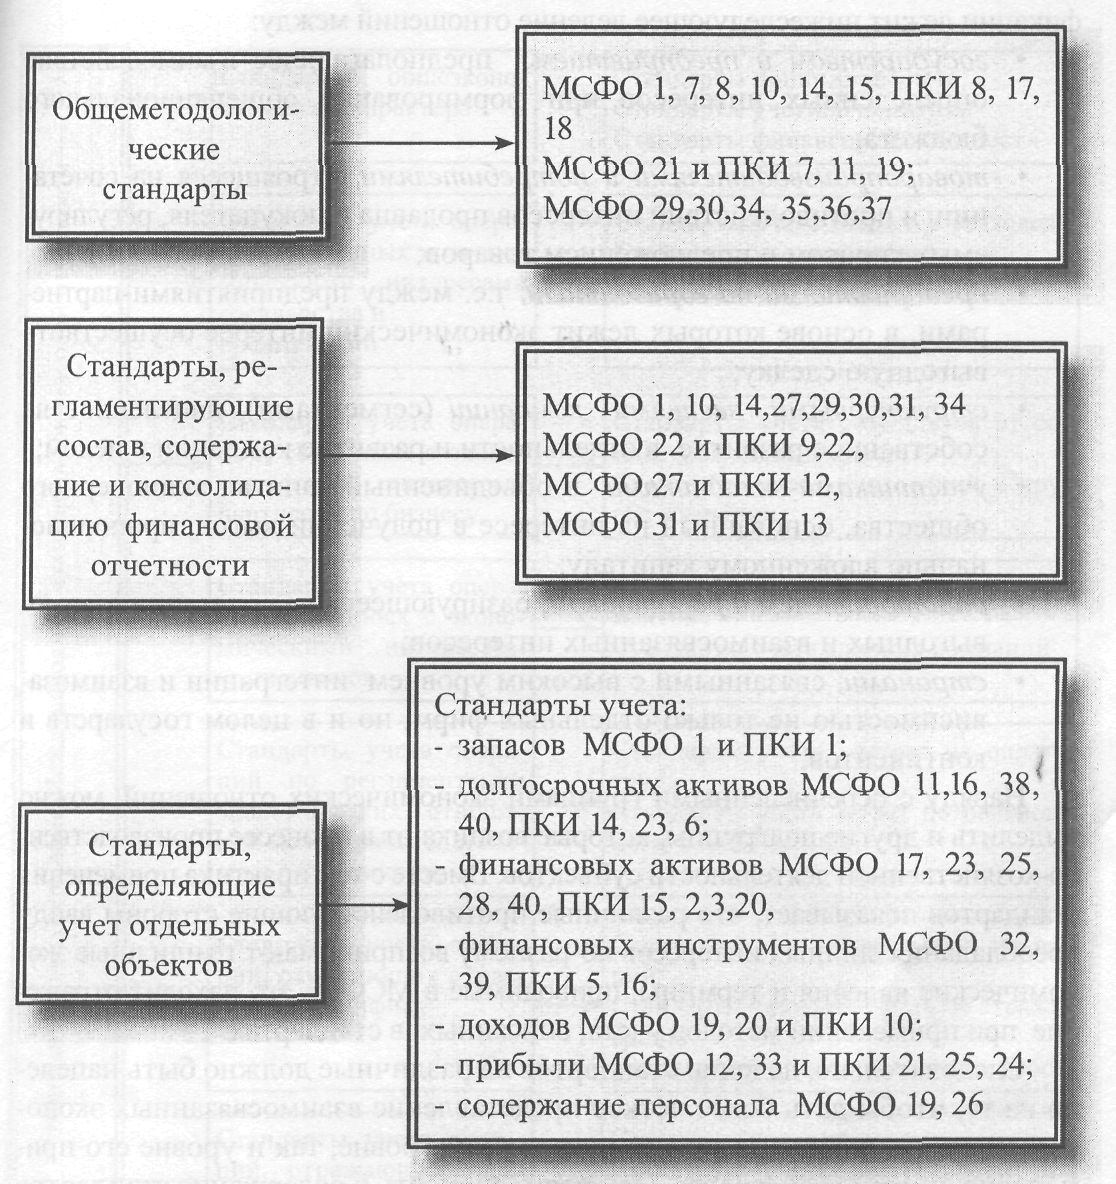 Общеметодологи-
ческие
стандарты
МСФО 1, 7, 8, 10, 14, 15, ПКИ 8, 17,
18
МСФО 21 и ПКИ 7, 11, 19;
МСФО 29,30,34, 35,36,37
Стандарты, ре-
гламентирующие
состав, содержа-
ние и консолида-
цию финансовой
отчетности
МСФО 1, 10, 14,27,29,30,31, 34
МСФО 22 и ПКИ 9,22,
МСФО 27 и ПКИ 12,
МСФО 31 и ПКИ 13,
Стандарты,
определяющие
учет отдельных
объектов
Стандарты учета:
- запасов МСФО 1 и ПКИ 1;
- долгосрочных активов МСФО 11,16, 38,
40, ПКИ 14, 23, 6;
- финансовых активов МСФО 17, 23, 25,
28, 40, ПКИ 15, 2,3,20,
- финансовых инструментов МСФО 32,
39, ПКИ 5, 16;
- доходов МСФО 19, 20 и ПКИ 10;
- прибыли МСФО 12, 33 и ПКИ 21, 25, 24;
- содержание персонала МСФО 19, 26